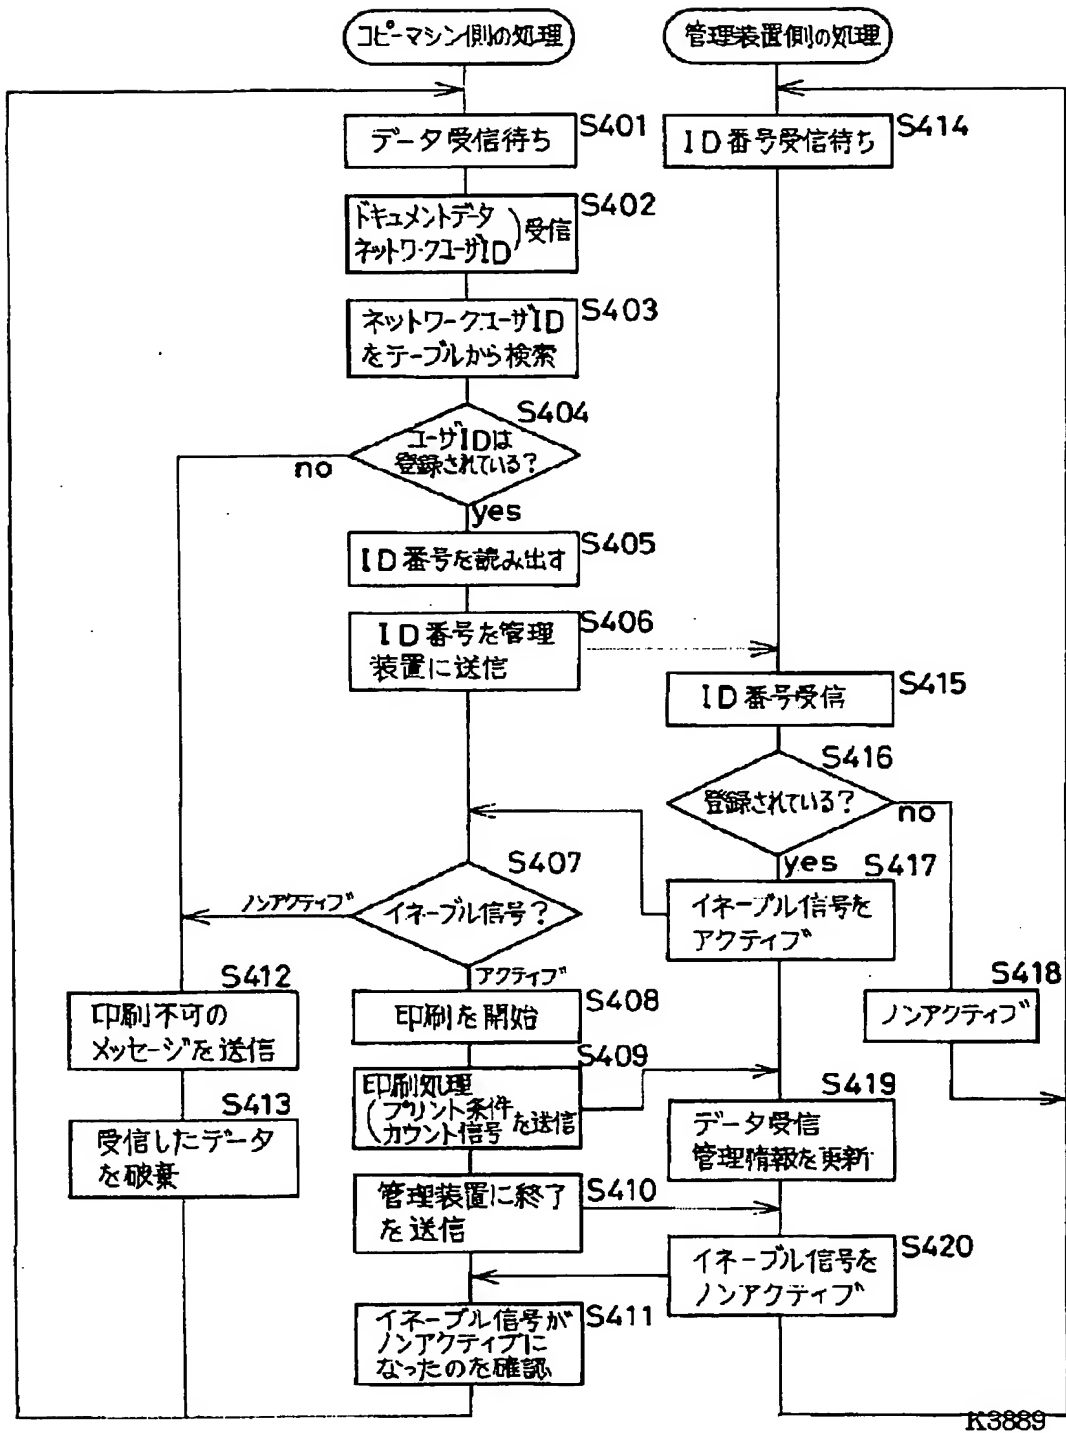 コピーマシン側の処理
管理装置側の処理
データ受信待ち
S401
ID番号受信待ち
S414
ドキュメントデータ
ネットワークユーザID
)受信
S402
ネットワークユーザID
をテーブルから検索
S403
ユーザIDは
登録されている?
S404
no
yes
ID番号を読み出す
S405
ID番号を管理
装置に送信
S406
ID番号受信
S415
登録されている?
S416
no
yes
イネーブル信号?
S407
ノンアクティブ
アクティブ
イネーブル信号を
アクティブ
S417
ノンアクティブ
S418
印刷を開始
S408
印刷不可の
メッセージを送信
S412
印刷処理
(プリント条件
カウント信号を送信
S409
受信したデータ
を破棄
S413
データ受信
管理情報を更新
S419
管理装置に終了
を送信
S410
イネーブル信号を
ノンアクティブ
S420
イネーブル信号が
ノンアクティブに
なったのを確認
S411
K3889